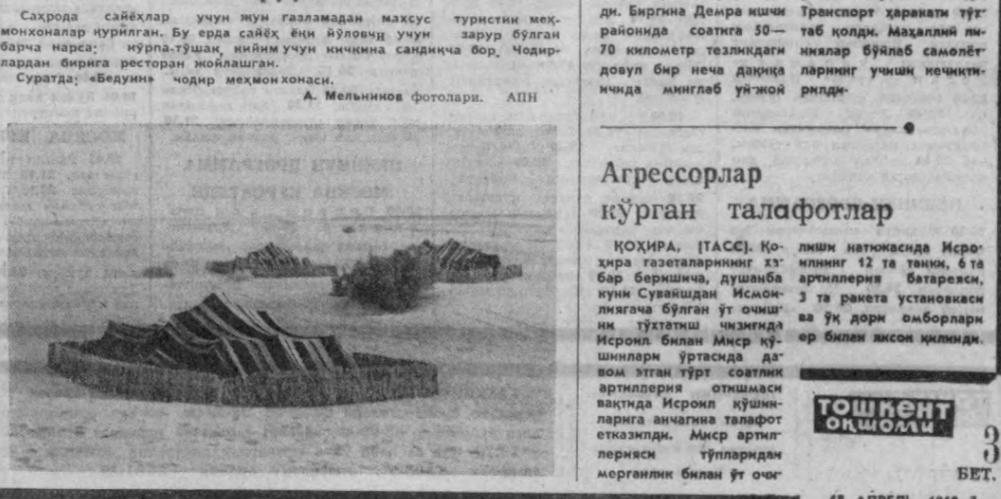 Саҳрода сайёҳлар учун жун газламадан махсус туристик меҳ-
монхоналар қурилган. Бу ерда сайёҳ ёки йўловчи учун зарур бўлган
барча нарса: кўрпа-тўшак, кийим учун кичкина сандиқча бор. Чодир-
лардан бирига ресторан жойлашган.
Суратда: «Бедуин» чодир меҳмонхонаси.
А. Мельников фотолари. АПН
ди. Биргина Демра ишчи
районида соатига 50—
70 километр тезликдаги
довул бир неча дақиқа
ичида минглаб уй-жой
Транспорт ҳаракати тўх-
таб қолди. Маҳаллий ли-
ниялар бўйлаб самолёт-
ларнинг учиши кечикти-
рилди.
Агрессорлар
кўрган талафотлар
ҚОҲИРА, (ТАСС). Қо-
ҳира газеталарининг ха-
бар беришича, душанба
куни Сувайшдан Исмои-
лиягача бўлган ўт очиш-
ни тўхтатиш чизиғида
Исроил билан Миср қў-
шинлари ўртасида да-
вом этган тўрт соатлик
артиллерия отишмаси
вақтида Исроил қўшин-
ларига анчагина талафот
етказилди. Миср артил-
лерияси тўпларидан
мерганлик билан ўт очи-
лиши натижасида Исро-
илнинг 12 та танки, 6 та
артиллерия батареяси,
3 та ракета установкаси
ва ўқ дори омборлари
ер билан яксон қилинди.
ТОШКЕНТ
ОҚШОМИ
3
БЕТ.